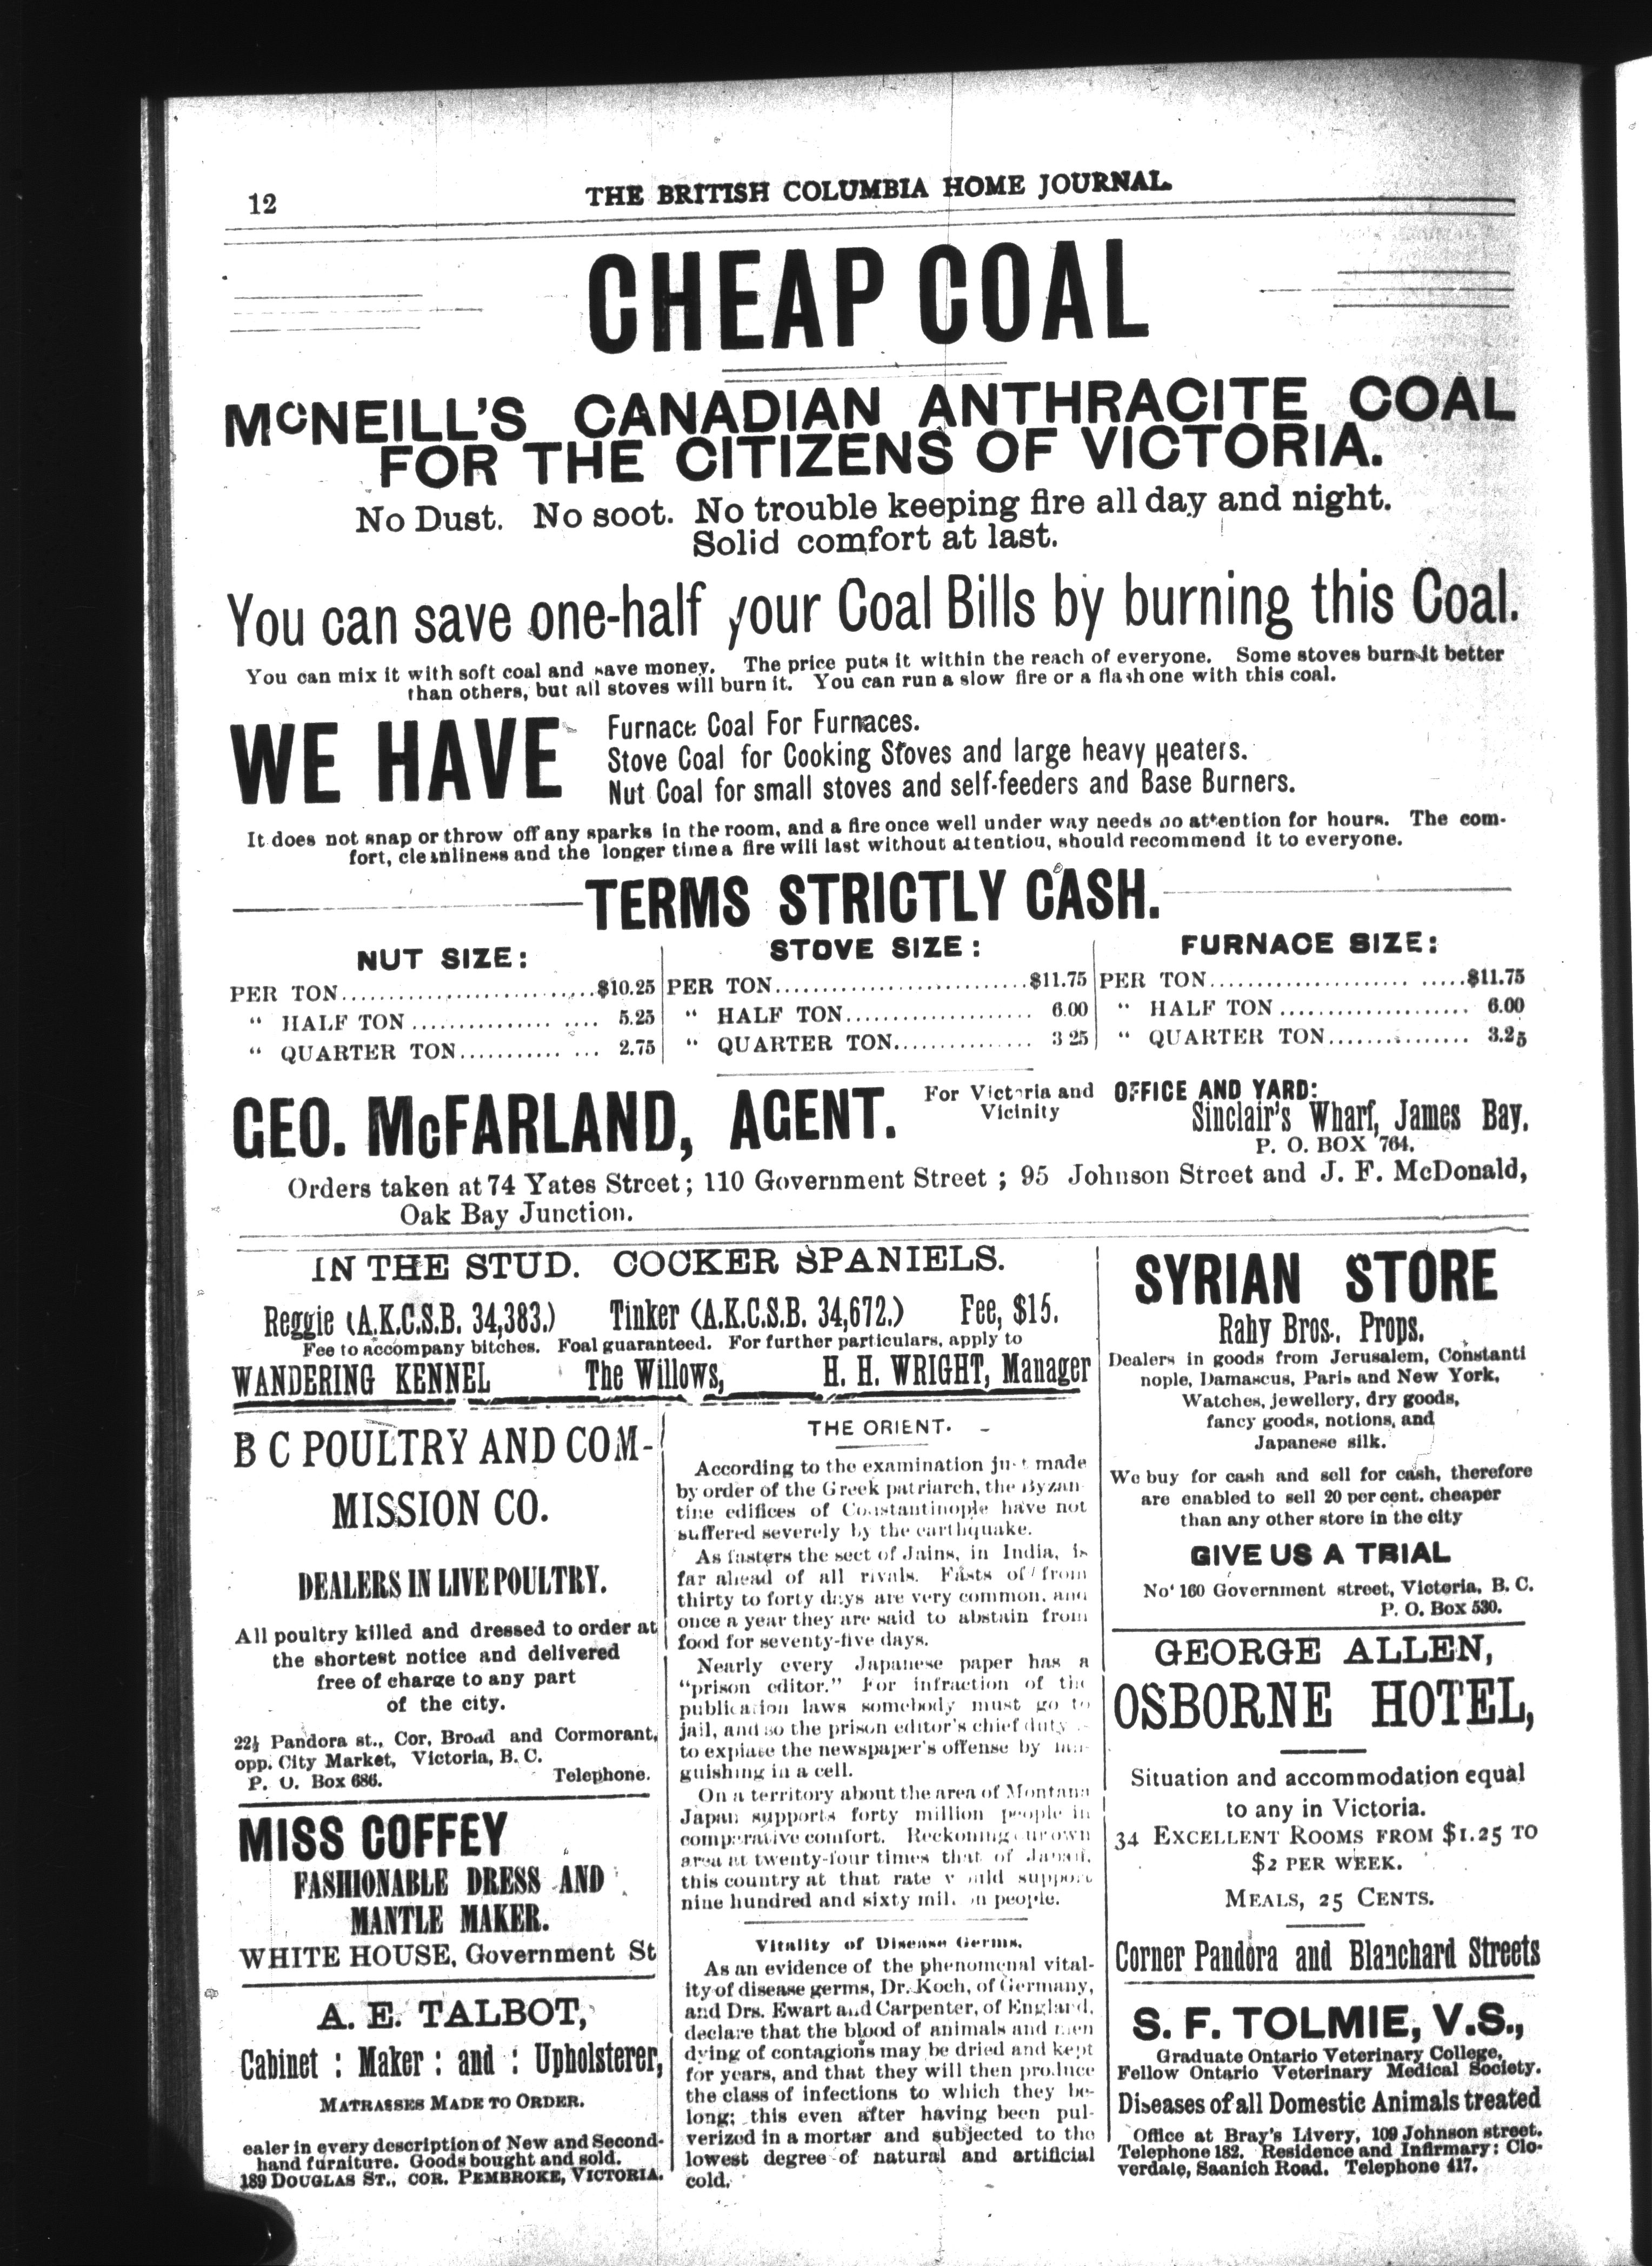 12
THE BRITISH COLUMBIA HOME JOURNAL.
CHEAP COAL
McNEILL'S CANADIAN ANTHRACITE COAL
FOR THE CITIZENS OF VICTORIA.
No Dust. No soot. No trouble keeping fire all day and night.
Solid comfort at last.
You can save one-half your Coal Bills by burning this Coal.
You can mix it with soft coal and save money. The price puts it within the reach of everyone. Some stoves burn it better
than others, but all stoves will burn it. You can run a slow fire or a flash one with this coal.
WE HAVE
Furnace Coal For Furnaces.
Stove Coal for Cooking Stoves and large heavy Heaters.
Nut Coal for small stoves and self-feeders and Base Burners.
It does not snap or throw off any sparks in the room, and a fire once well under way needs no attention for hours. The com-
fort, cleanliness and the longer time a fire will last without attentiou, should recommend it to everyone.
TERMS STRICTLY CASH.
NUT SIZE:
PER TON..............................$10.25
" HALF TON .................... 5.25
" QUARTER TON.............. 2.75
STOVE SIZE:
PER TON............................$11.75
" HALF TON................... 6.00
" QUARTER TON.............. 3 25
FURNACE SIZE:
PER TON............................$11.75
" HALF TON ................... 6.00
" QUARTER TON............... 3.25
GEO. McFARLAND, AGENT.
For Victoria and
Vicinity
OFFICE AND YARD:
Sinclair's Wharf, James Bay.
P. O. BOX 764.
Orders taken at 74 Yates Street; 110 Government Street ; 95 Johnson Street and J. F. McDonald,
Oak Bay Junction.
IN THE STUD. COCKER SPANIELS.
Reggie (A.K.C.S.B. 34,383.) Tinker (A.K.C.S.B. 34,672.) Fee, $15.
Fee to accompany bitches. Foal guaranteed. For further particulars, apply to
WANDERING KENNEL The Willows, H. H. WRIGHT, Manager
B C POULTRY AND COM-
MISSION CO.
DEALERS IN LIVE POULTRY.
All poultry killed and dressed to order at
the shortest notice and delivered
free of charge to any part
of the city.
22½ Pandora st., Cor, Broad and Cormorant,
opp. City Market, Victoria, B. C.
P. O. Box 686. Telephone.
MISS COFFEY
FASHIONABLE DRESS AND
MANTLE MAKER.
WHITE HOUSE, Government St
A. E. TALBOT,
Cabinet : Maker : and : Upholsterer,
MATRASSES MADE TO ORDER.
ealer in every description of New and Second-
hand furniture. Goods bought and sold.
189 DOUGLAS ST., COR. PEMBROKE, VICTORIA.
THE ORIENT.
According to the examination just made
by order of the Greek patriarch, the Byzan-
tine edifices of Constantinople have not
suffered severely by the earthquake.
As fasters the sect of Jains, in India, is
far ahead of all rivals. Fasts of from
thirty to forty days are very common, and
once a year they are said to abstain from
food for seventy-five days.
Nearly every Japanese paper has a
"prison editor." For infraction of the
publication laws somebody must go to
jail, and so the prison editor's chief duty is
to expiate the newspaper's offense by lan-
guishing in a cell.
On a territory about the area of Montana
Japan supports forty million people in
comparative comfort. Reckoning our own
area at twenty-four times that of Japan,
this country at that rate would support
nine hundred and sixty million people.
Vitality of Disease Germs.
As an evidence of the phenomenal vital-
ity of disease germs, Dr. Koch, of Germany,
and Drs. Ewart and Carpenter, of England,
declare that the blood of animals and men
dying of contagions may be dried and kept
for years, and that they will then produce
the class of infections to which they be-
long; this even after having been pul-
verized in a mortar and subjected to the
lowest degree of natural and artificial
cold.
SYRIAN STORE
Rahy Bros., Props.
Dealers in goods from Jerusalem, Constanti
nople, Damascus, Paris and New York,
Watches, jewellery, dry goods,
fancy goods, notions, and
Japanese silk.
We buy for cash and sell for cash, therefore
are enabled to sell 20 per cent. cheaper
than any other store in the city
GIVE US A TRIAL
No' 160 Government street, Victoria, B. C.
P. O. Box 530.
GEORGE ALLEN,
OSBORNE HOTEL,
Situation and accommodation equal
to any in Victoria.
34 EXCELLENT ROOMS FROM $1.25 TO
$2 PER WEEK.
MEALS, 25 CENTS.
Corner Pandora and Blanchard Streets
S. F. TOLMIE, V.S.,
Graduate Ontario Veterinary College,
Fellow Ontario Veterinary Medical Society.
Diseases of all Domestic Animals treated
Office at Bray's Livery, 109 Johnson street.
Telephone 182. Residence and Infirmary: Clo-
verdale, Saanich Road. Telephone 417.